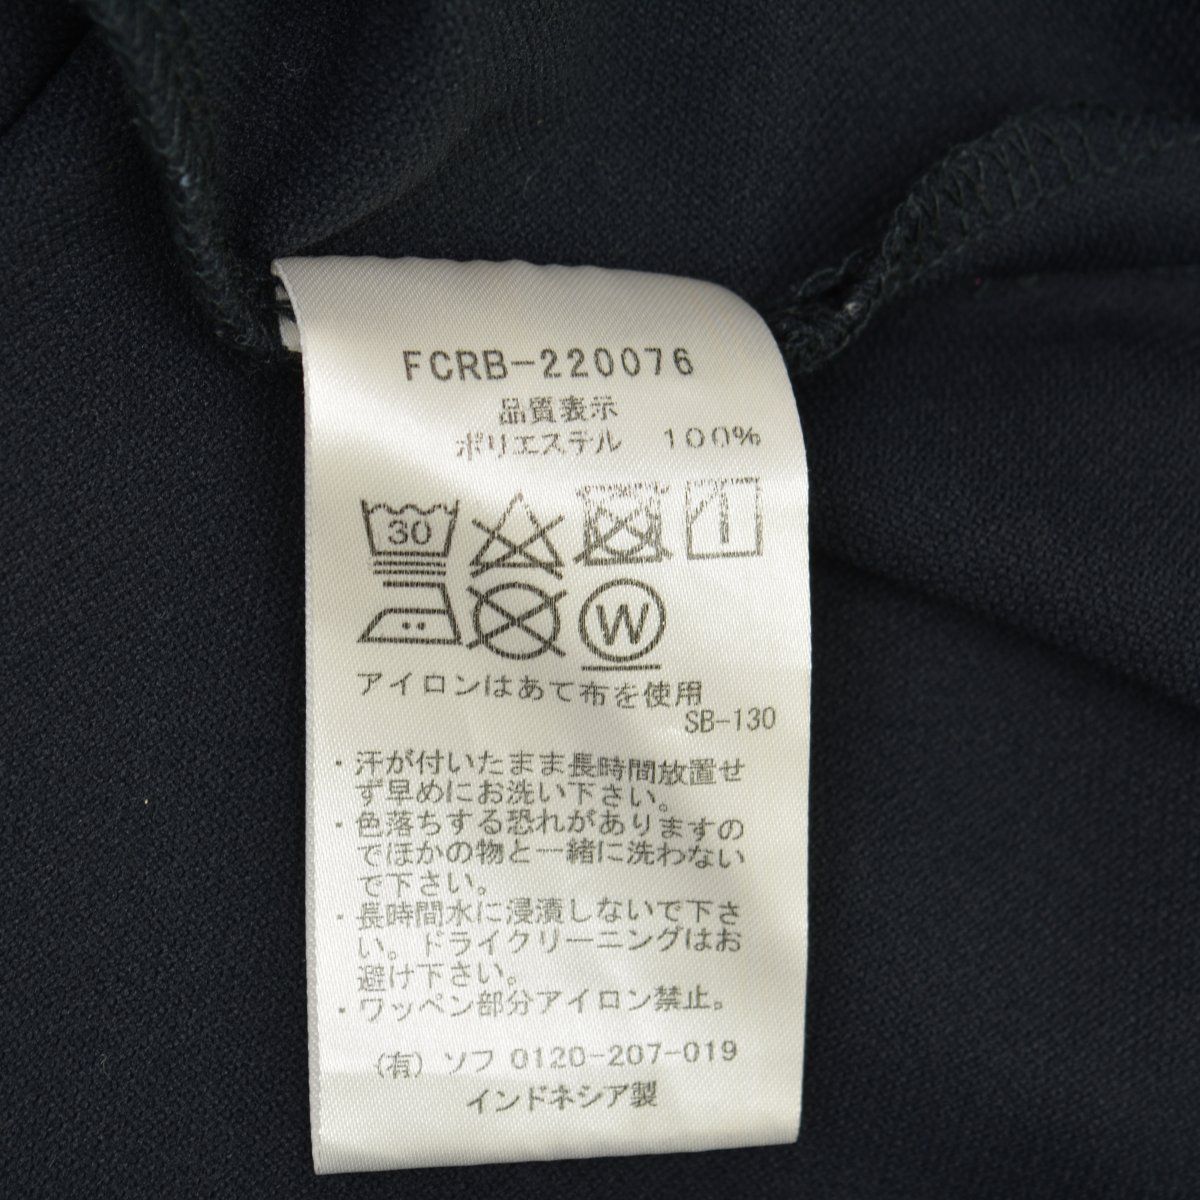 FCRB-220076
品質表示
ポリエステル 100%
30
W
アイロンはあて布を使用
SB-130
・汗が付いたまま長時間放置せ
ず早めにお洗い下さい。
・色落ちする恐れがありますの
でほかの物と一緒に洗わない
で下さい。
・長時間水に浸漬しないで下さ
い。ドライクリーニングはお
避け下さい。
・ワッペン部分アイロン禁止。
(有) ソフ 0120-207-019
インドネシア製